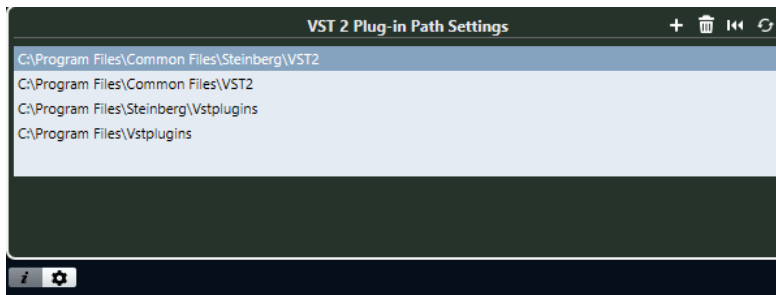 VST 2 Plug-in Path Settings
C:\Program Files\Common Files\Steinberg\VST2
C:\Program Files\Common Files\VST2
C:\Program Files\Steinberg\Vstplugins
C:\Program Files\Vstplugins
i